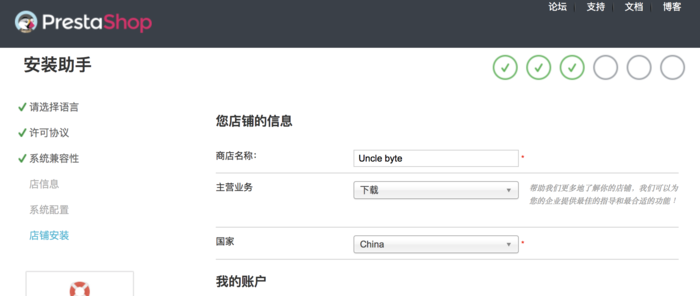 论坛 支持 文档 博客
PrestaShop
安装助手
请选择语言
许可协议
系统兼容性
店信息
系统配置
店铺安装
您店铺的信息
商店名称： Uncle byte *
主营业务 下载 帮助我们更多地了解你的店铺，我们可以为
您的企业提供最佳的指导和最合适的功能！
国家 China *
我的账户